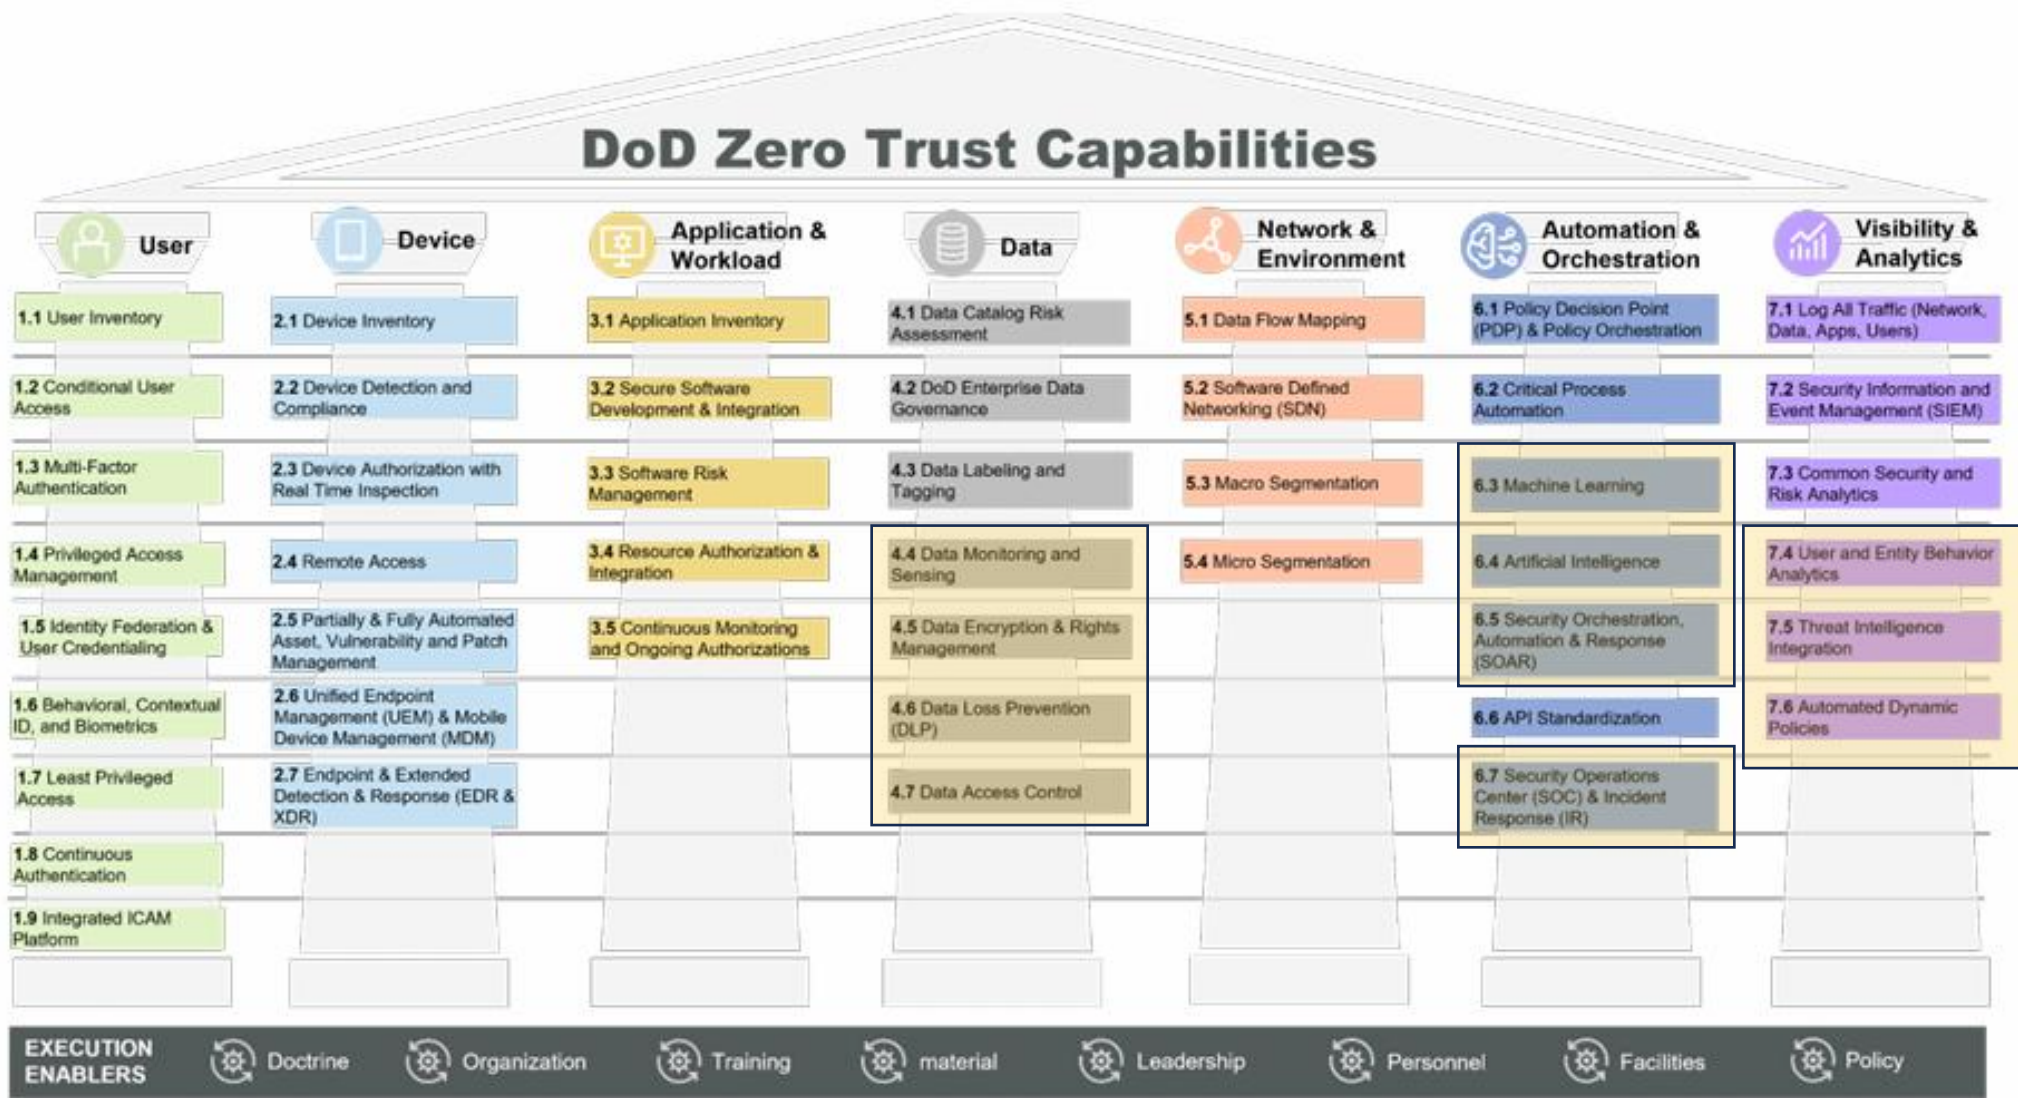 DoD Zero Trust Capabilities
User
1.1 User Inventory
1.2 Conditional User
Access
1.3 Multi-Factor
Authentication
1.4 Privileged Access
Management
1.5 Identity Federation &
User Credentialing
1.6 Behavioral, Contextual
ID, and Biometrics
1.7 Least Privileged
Access
1.8 Continuous
Authentication
1.9 Integrated ICAM
Platform
Device
2.1 Device Inventory
2.2 Device Detection and
Compliance
2.3 Device Authorization with
Real Time Inspection
2.4 Remote Access
2.5 Partially & Fully Automated
Asset, Vulnerability and Patch
Management
2.6 Unified Endpoint
Management (UEM) & Mobile
Device Management (MDM)
2.7 Endpoint & Extended
Detection & Response (EDR &
XDR)
Application &
Workload
3.1 Application Inventory
3.2 Secure Software
Development & Integration
3.3 Software Risk
Management
3.4 Resource Authorization &
Integration
3.5 Continuous Monitoring
and Ongoing Authorizations
Data
4.1 Data Catalog Risk
Assessment
4.2 DoD Enterprise Data
Governance
4.3 Data Labeling and
Tagging
4.4 Data Monitoring and
Sensing
4.5 Data Encryption & Rights
Management
4.6 Data Loss Prevention
(DLP)
4.7 Data Access Control
Network &
Environment
5.1 Data Flow Mapping
5.2 Software Defined
Networking (SDN)
5.3 Macro Segmentation
5.4 Micro Segmentation
Automation &
Orchestration
6.1 Policy Decision Point
(PDP) & Policy Orchestration
6.2 Critical Process
Automation
6.3 Machine Learning
6.4 Artificial Intelligence
6.5 Security Orchestration,
Automation & Response
(SOAR)
6.6 API Standardization
6.7 Security Operations
Center (SOC) & Incident
Response (IR)
Visibility &
Analytics
7.1 Log All Traffic (Network,
Data, Apps, Users)
7.2 Security Information and
Event Management (SIEM)
7.3 Common Security and
Risk Analytics
7.4 User and Entity Behavior
Analytics
7.5 Threat Intelligence
Integration
7.6 Automated Dynamic
Policies
EXECUTION
ENABLERS
Doctrine
Organization
Training
material
Leadership
Personnel
Facilities
Policy